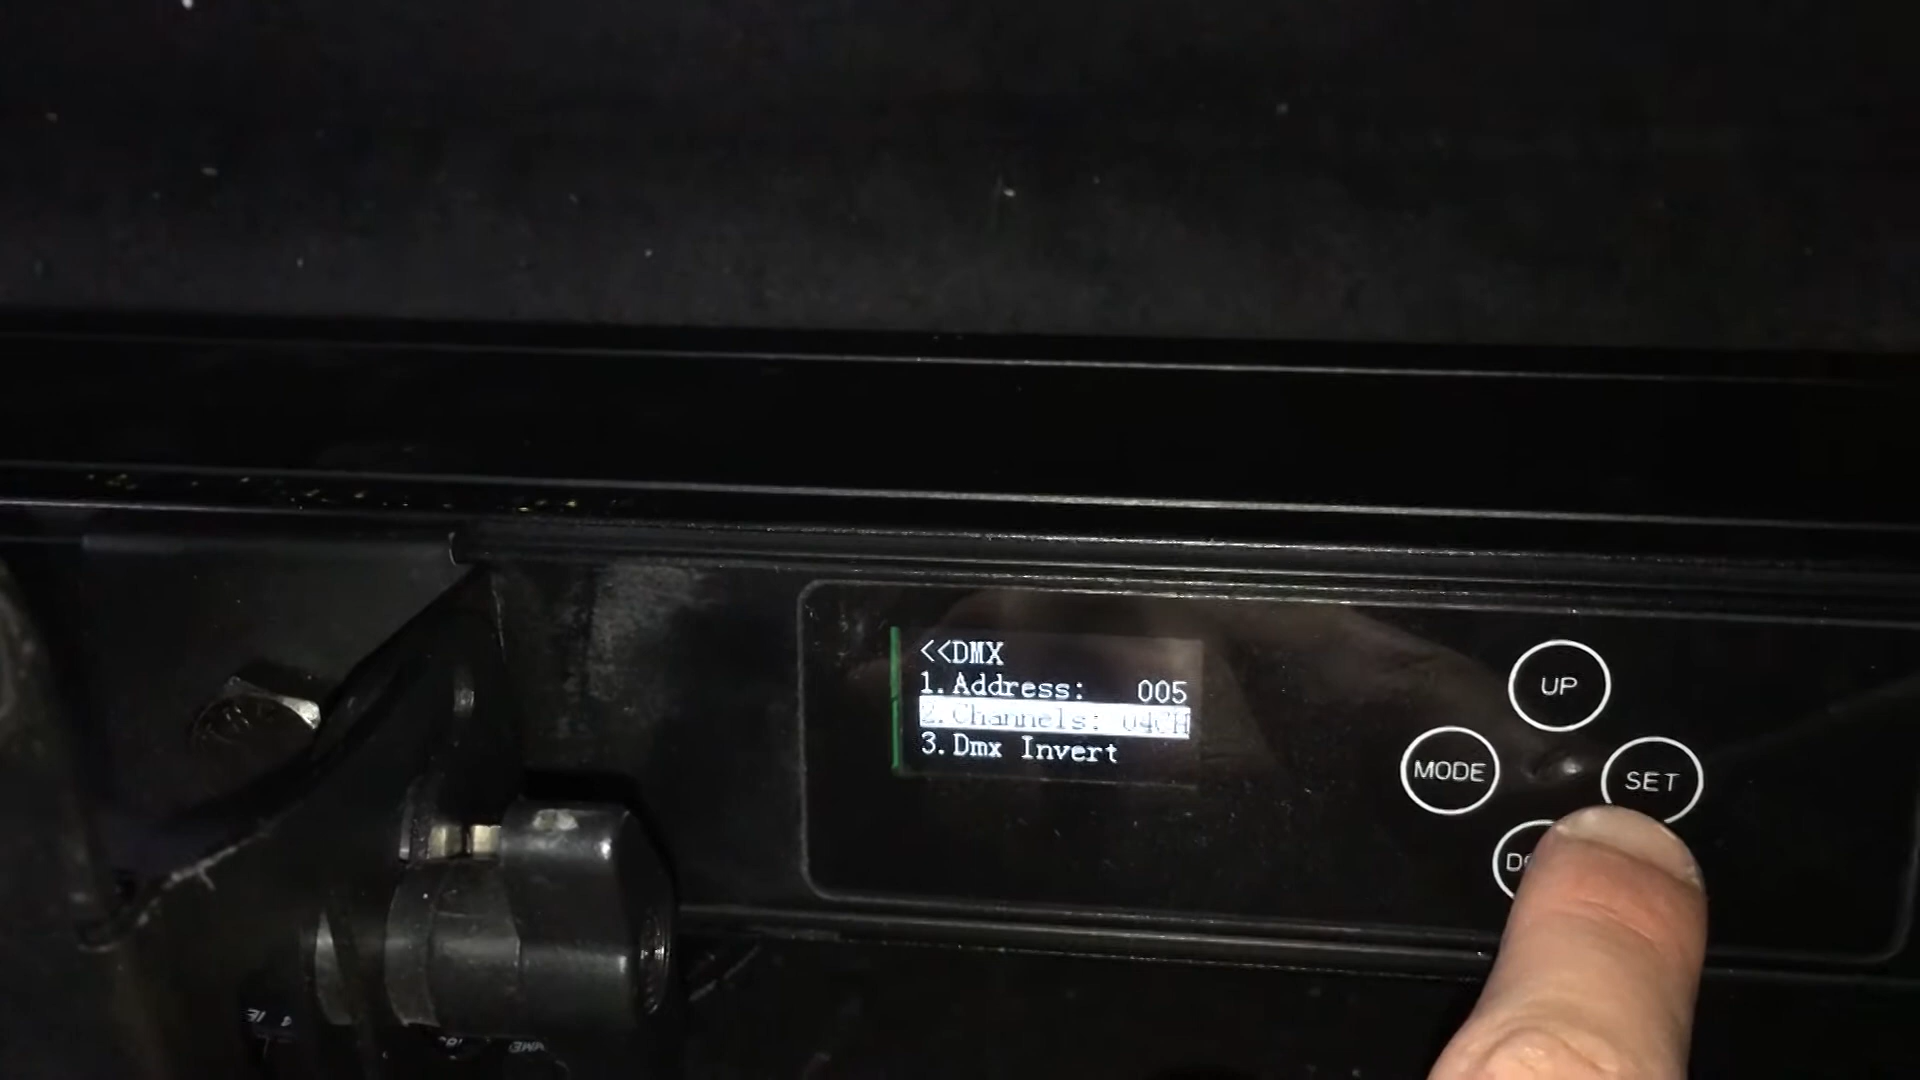 <<DMX
1.Address: 005
2.Channels: 04CH
3.Dmx Invert
UP
MODE
SET